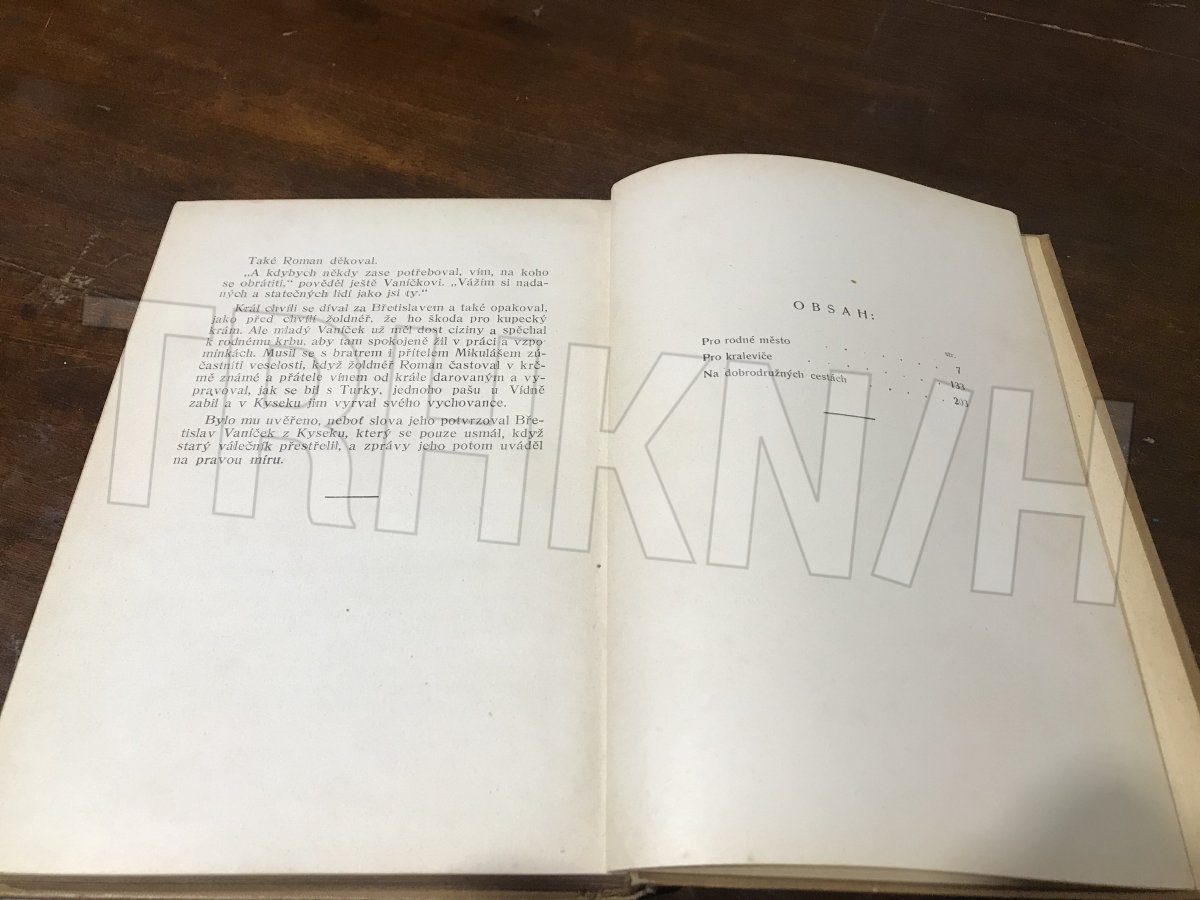 Také Roman děkoval.
„A kdybych někdy zase potřeboval, vím, na koho
se obrátiti,“ pověděl ještě Vaníčkovi. „Vážím si nada-
ných a statečných lidí jako jsi ty.“
Král chvíli se díval za Břetislavem a také opakoval,
jako před chvílí žoldnéř, že ho škoda pro kupecký
krám. Ale mladý Vaníček už měl dost ciziny a spěchal
k rodnému krbu, aby tam spokojeně žil v práci a vzpo-
mínkách. Musil se s bratrem i přítelem Mikulášem zú-
častniti veselosti, když žoldnéř Roman častoval v krč-
mě známé a přátele vínem od krále darovaným a vy-
pravoval, jak se bil s Turky, jednoho pašu u Vídně
zabil a v Kyseku jim vyrval svého vychovance.
Bylo mu uvěřeno, neboť slova jeho potvrzoval Bře-
tislav Vaníček z Kyseku, který se pouze usmál, když
starý válečník přestřelil, a zprávy jeho potom uváděl
na pravou míru.
OBSAH:
str.
Pro rodné město . . . . . . 7
Pro kraleviče . . . . . . 133
Na dobrodružných cestách . . . . 203
TRHKNIH